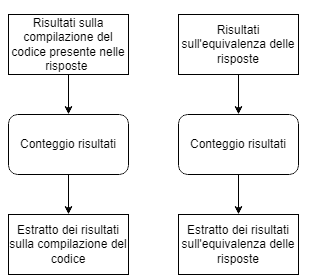 Risultati sulla
compilazione del
codice presente nelle
risposte
Risultati
sull'equivalenza delle
risposte
Conteggio risultati
Conteggio risultati
Estratto dei risultati
sulla compilazione del
codice
Estratto dei risultati
sull'equivalenza delle
risposte